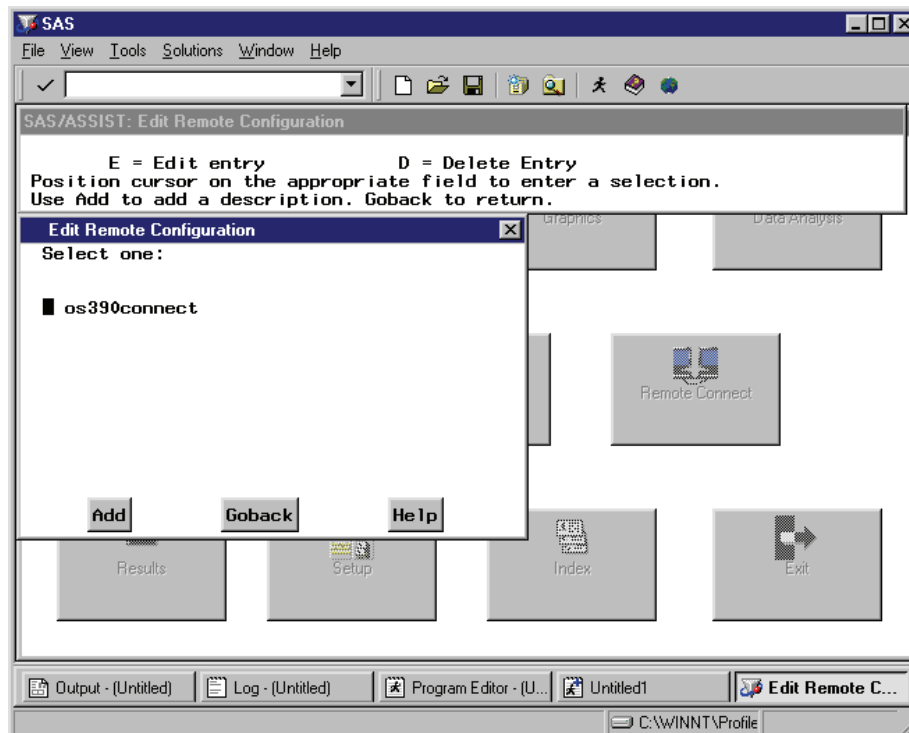 SAS
File View Tools Solutions Window Help
SAS/ASSIST: Edit Remote Configuration
E = Edit entry D = Delete Entry
Position cursor on the appropriate field to enter a selection.
Use Add to add a description. Goback to return.
Graphics Data Analysis
Edit Remote Configuration
Select one:
os390connect
Remote Connect
Add Goback Help
Results Setup Index Exit
Output - (Untitled) Log - (Untitled) Program Editor - (U... Untitled1 Edit Remote C...
C:\WINNT\Profile